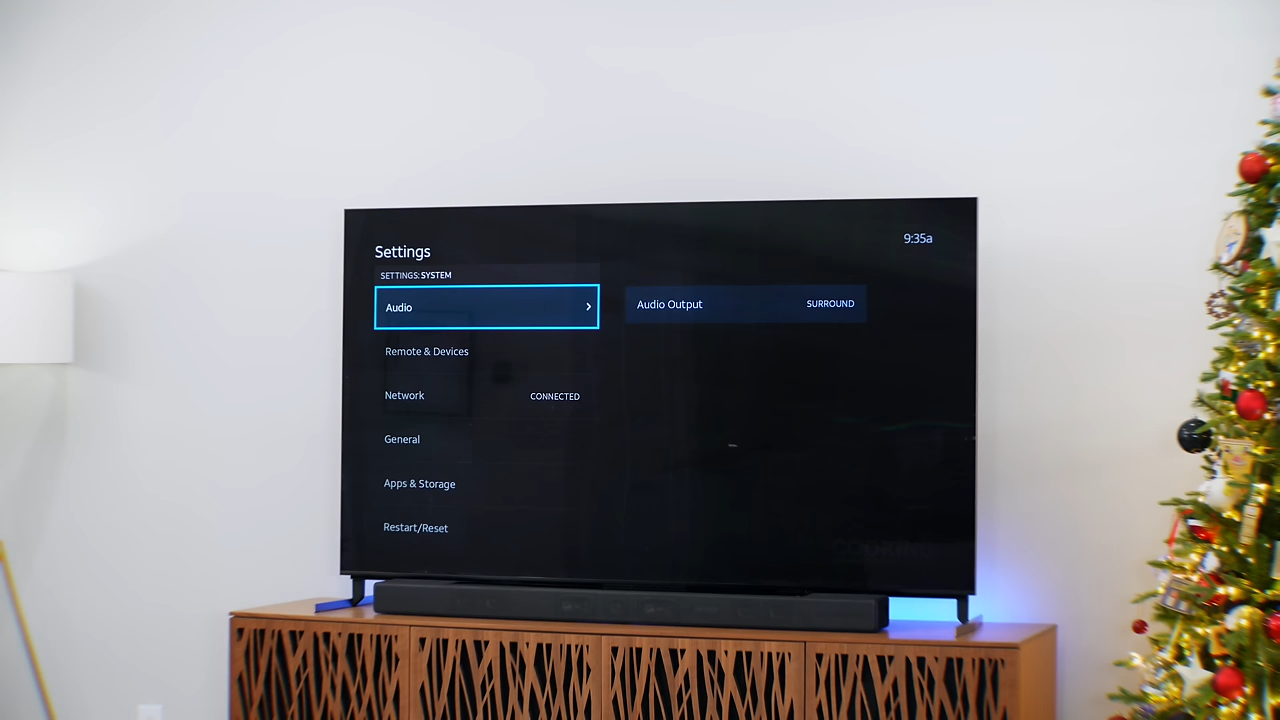 Settings
9:35a
SETTINGS: SYSTEM
Audio
Audio Output SURROUND
Remote & Devices
Network CONNECTED
General
Apps & Storage
Restart/Reset